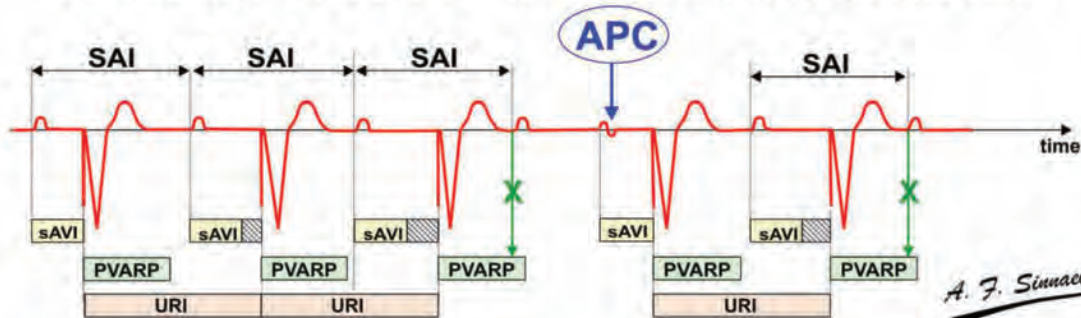 APC
SAI SAI SAI SAI
time
X X
sAVI sAVI sAVI sAVI sAVI
PVARP PVARP PVARP PVARP PVARP
URI URI URI
A. F.